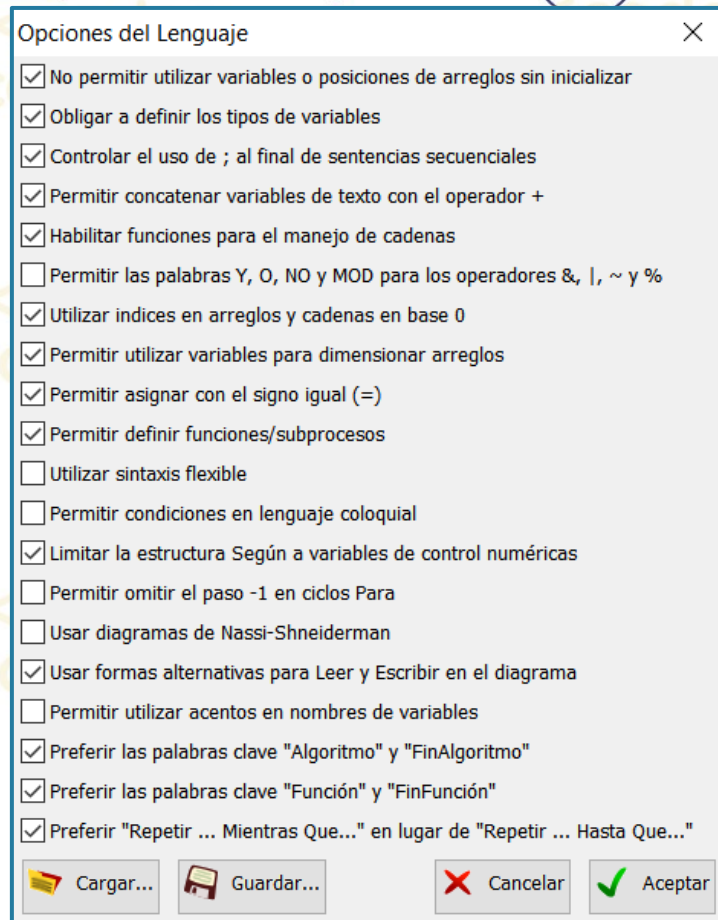 Opciones del Lenguaje
No permitir utilizar variables o posiciones de arreglos sin inicializar
Obligar a definir los tipos de variables
Controlar el uso de ; al final de sentencias secuenciales
Permitir concatenar variables de texto con el operador +
Habilitar funciones para el manejo de cadenas
Permitir las palabras Y, O, NO y MOD para los operadores &, |, ~ y %
Utilizar indices en arreglos y cadenas en base 0
Permitir utilizar variables para dimensionar arreglos
Permitir asignar con el signo igual (=)
Permitir definir funciones/subprocesos
Utilizar sintaxis flexible
Permitir condiciones en lenguaje coloquial
Limitar la estructura Según a variables de control numéricas
Permitir omitir el paso -1 en ciclos Para
Usar diagramas de Nassi-Shneiderman
Usar formas alternativas para Leer y Escribir en el diagrama
Permitir utilizar acentos en nombres de variables
Preferir las palabras clave "Algoritmo" y "FinAlgoritmo"
Preferir las palabras clave "Función" y "FinFunción"
Preferir "Repetir ... Mientras Que..." en lugar de "Repetir ... Hasta Que..."
Cargar... Guardar... Cancelar Aceptar